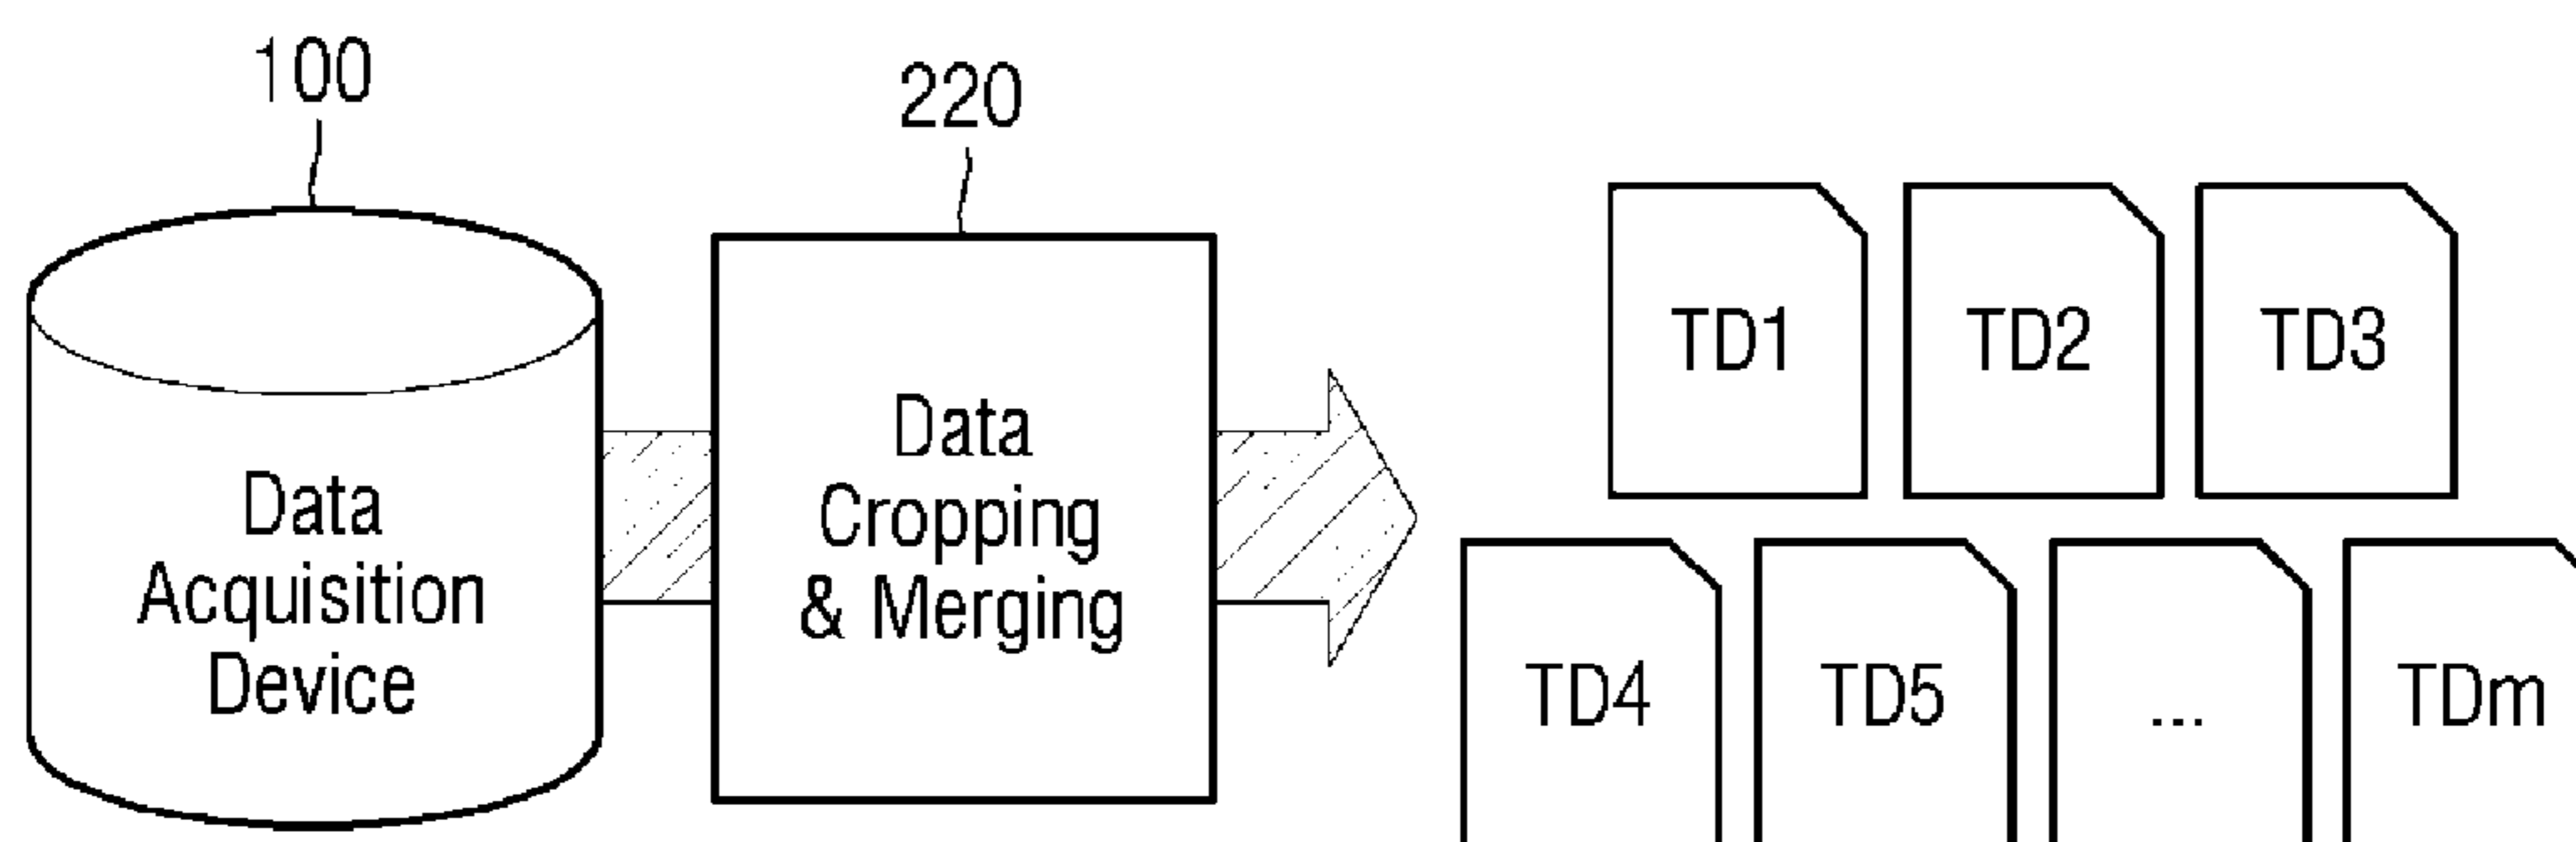 100
220
Data
Acquisition
Device
Data
Cropping
& Merging
TD1 TD2 TD3
TD4 TD5 ... TDm